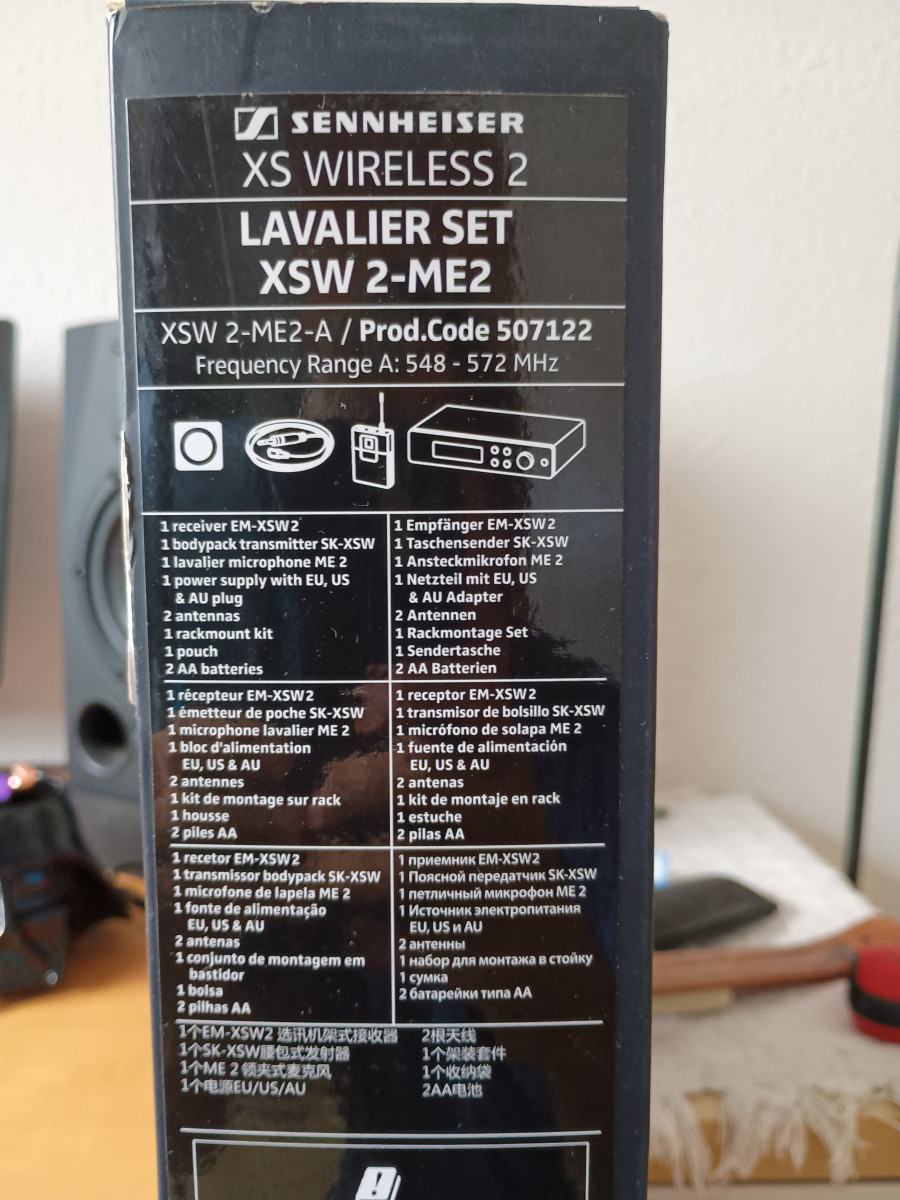 SENNHEISER
XS WIRELESS 2
LAVALIER SET
XSW 2-ME2
XSW 2-ME2-A / Prod.Code 507122
Frequency Range A: 548 - 572 MHz
1 receiver EM-XSW2
1 bodypack transmitter SK-XSW
1 lavalier microphone ME 2
1 power supply with EU, US
& AU plug
2 antennas
1 rackmount kit
1 pouch
2 AA batteries
1 Empfänger EM-XSW2
1 Taschensender SK-XSW
1 Ansteckmikrofon ME 2
1 Netzteil mit EU, US
& AU Adapter
2 Antennen
1 Rackmontage Set
1 Sendertasche
2 AA Batterien
1 récepteur EM-XSW2
1 émetteur de poche SK-XSW
1 microphone lavalier ME 2
1 bloc d'alimentation
EU, US & AU
2 antennes
1 kit de montage sur rack
1 housse
2 piles AA
1 receptor EM-XSW2
1 transmisor de bolsillo SK-XSW
1 micrófono de solapa ME 2
1 fuente de alimentación
EU, US & AU
2 antenas
1 kit de montaje en rack
1 estuche
2 pilas AA
1 recetor EM-XSW2
1 transmissor bodypack SK-XSW
1 microfone de lapela ME 2
1 fonte de alimentação
EU, US & AU
2 antenas
1 conjunto de montagem em
bastidor
1 bolsa
2 pilhas AA
1 приемник EM-XSW2
1 Поясной передатчик SK-XSW
1 петличный микрофон ME 2
1 Источник электропитания
EU, US и AU
2 антенны
1 набор для монтажа в стойку
1 сумка
2 батарейки типа AA
1个EM-XSW2 选讯机架式接收器
1个SK-XSW腰包式发射器
1个ME 2 领夹式麦克风
1个电源EU/US/AU
2根天线
1个架装套件
1个收纳袋
2AA电池